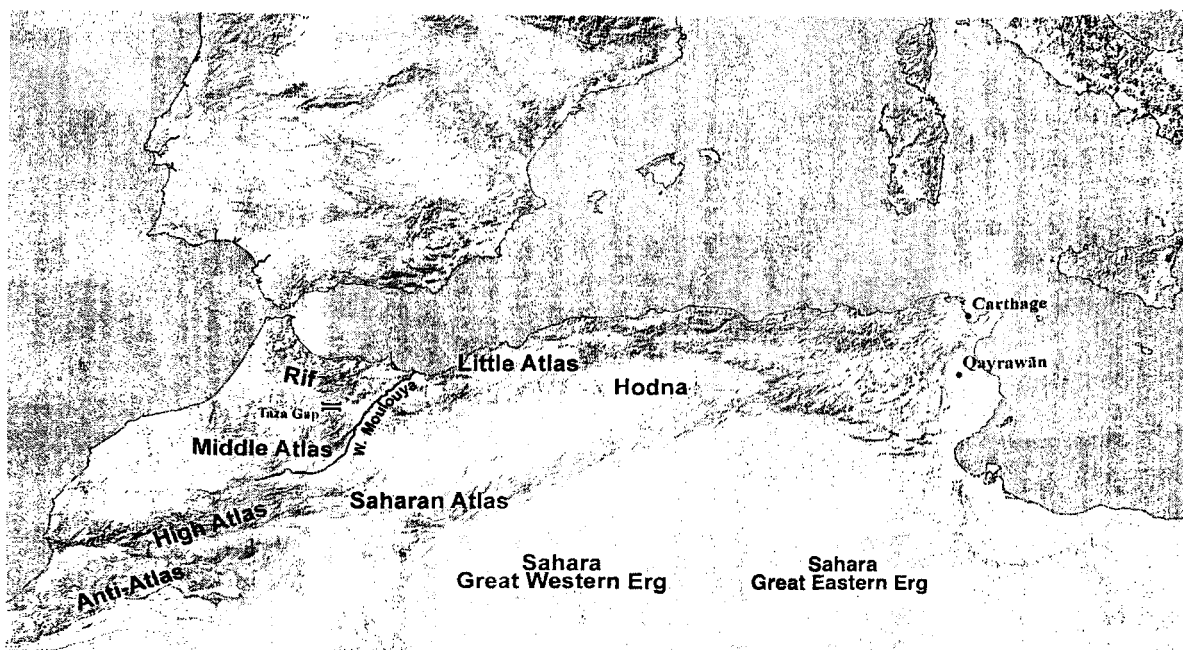 Carthage
Qayrawān
Little Atlas
Hodna
Rif
Taza Gap
W. Moulouya
Middle Atlas
Saharan Atlas
High Atlas
Anti-Atlas
Sahara
Great Western Erg
Sahara
Great Eastern Erg